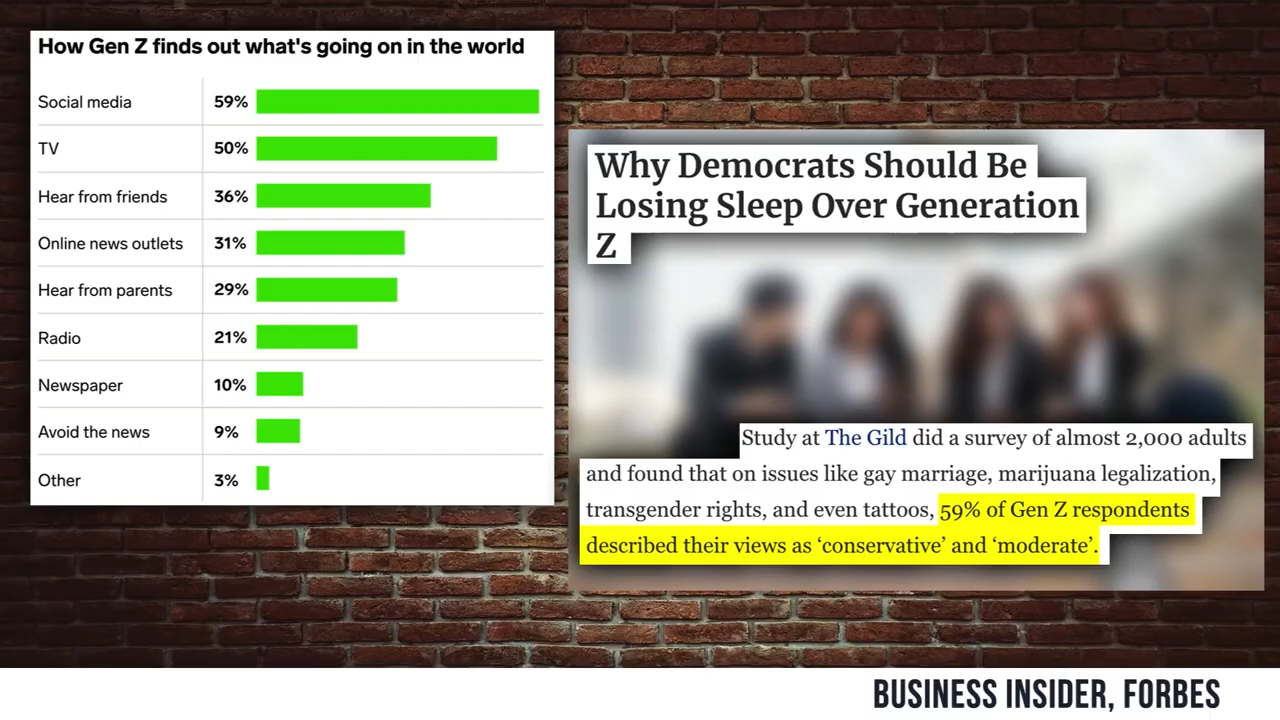 How Gen Z finds out what's going on in the world
Social media 59%
TV 50%
Hear from friends 36%
Online news outlets 31%
Hear from parents 29%
Radio 21%
Newspaper 10%
Avoid the news 9%
Other 3%
Why Democrats Should Be
Losing Sleep Over Generation
Z
Study at The Gild did a survey of almost 2,000 adults
and found that on issues like gay marriage, marijuana legalization,
transgender rights, and even tattoos, 59% of Gen Z respondents
described their views as ‘conservative’ and ‘moderate’.
BUSINESS INSIDER, FORBES